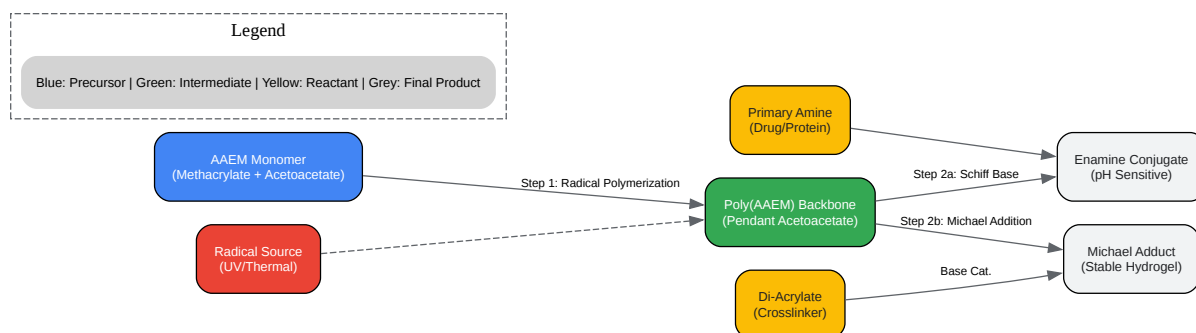 Legend
Blue: Precursor | Green: Intermediate | Yellow: Reactant | Grey: Final Product
AAEM Monomer
(Methacrylate + Acetoacetate)
Radical Source
(UV/Thermal)
Step 1: Radical Polymerization
Primary Amine
(Drug/Protein)
Poly(AAEM) Backbone
(Pendant Acetoacetate)
Di-Acrylate
(Crosslinker)
Step 2a: Schiff Base
Step 2b: Michael Addition
Base Cat.
Enamine Conjugate
(pH Sensitive)
Michael Adduct
(Stable Hydrogel)